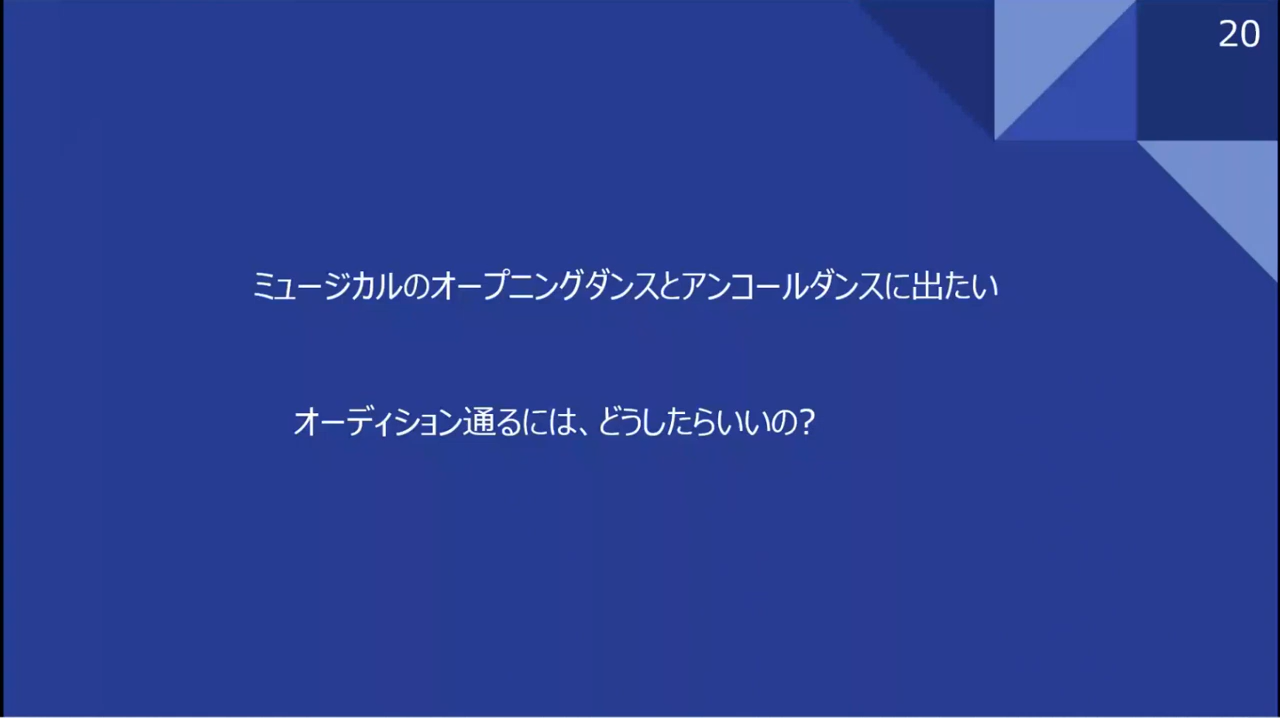 20
ミュージカルのオープニングダンスとアンコールダンスに出たい
オーディション通るには、どうしたらいいの?